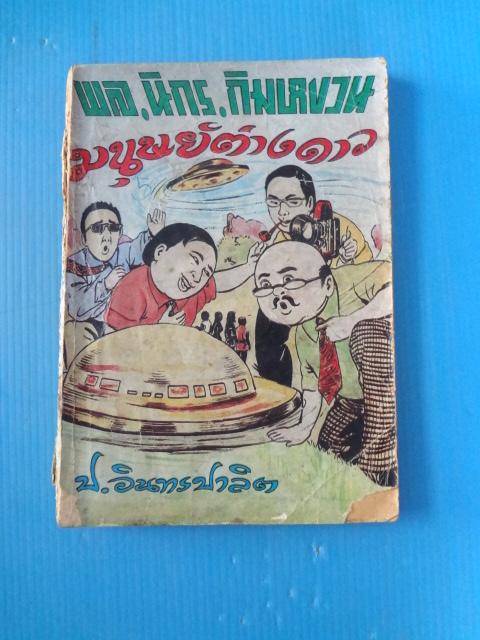 พล, นิกร, กิมหงวน
มนุษย์ต่างดาว
ป. อินทรปาลิต